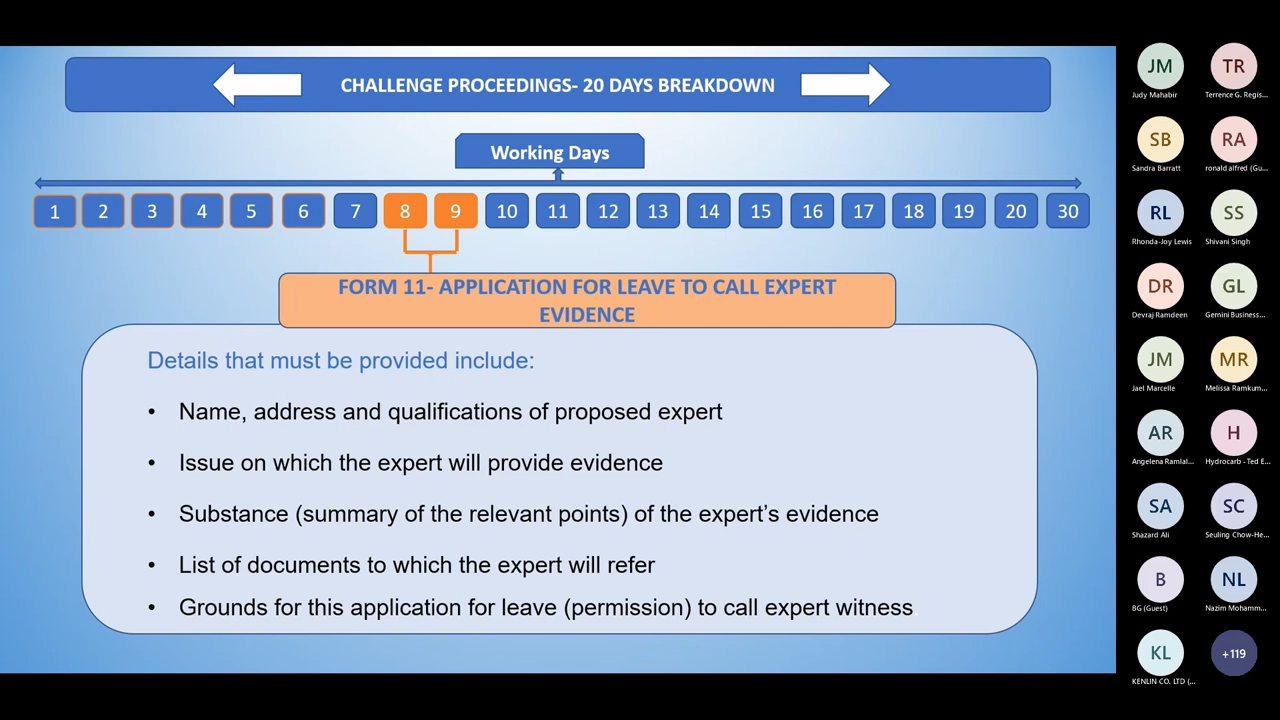 CHALLENGE PROCEEDINGS- 20 DAYS BREAKDOWN
Working Days
1 2 3 4 5 6 7 8 9 10 11 12 13 14 15 16 17 18 19 20 30
FORM 11- APPLICATION FOR LEAVE TO CALL EXPERT
EVIDENCE
Details that must be provided include:
• Name, address and qualifications of proposed expert
• Issue on which the expert will provide evidence
• Substance (summary of the relevant points) of the expert's evidence
• List of documents to which the expert will refer
• Grounds for this application for leave (permission) to call expert witness
JM TR
Judy Mahabir Terrence G. Regis...
SB RA
Sandra Barratt ronald alfred (Gu...
RL SS
Rhonda-Joy Lewis Shivani Singh
DR GL
Devraj Ramdeen Gemini Business...
JM MR
Jael Marcelle Melissa Ramkum...
AR H
Angelena Ramlal... Hydrocarb - Ted E...
SA SC
Shazard Ali Seuling Chow-He...
B NL
BG (Guest) Nazim Mohamm...
KL +119
KENLIN CO. LTD (...